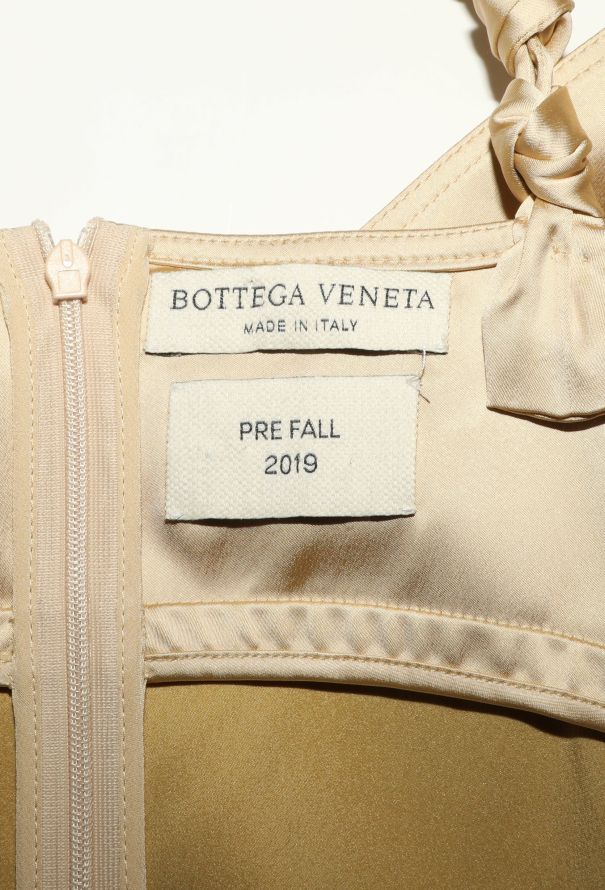 BOTTEGA VENETA
MADE IN ITALY
PRE FALL
2019